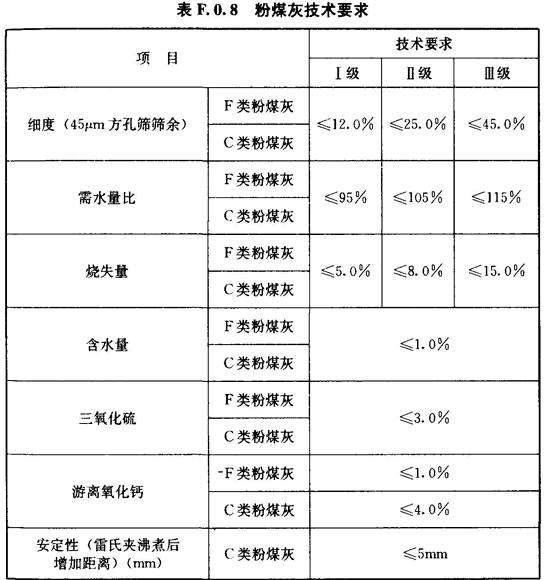 表 F.0.8 粉煤灰技术要求
项 目
技术要求
Ⅰ级
Ⅱ级
Ⅲ级
细度（45μm方孔筛筛余）
F类粉煤灰
≤12.0%
≤25.0%
≤45.0%
C类粉煤灰
需水量比
F类粉煤灰
≤95%
≤105%
≤115%
C类粉煤灰
烧失量
F类粉煤灰
≤5.0%
≤8.0%
≤15.0%
C类粉煤灰
含水量
F类粉煤灰
≤1.0%
C类粉煤灰
三氧化硫
F类粉煤灰
≤3.0%
C类粉煤灰
游离氧化钙
F类粉煤灰
≤1.0%
C类粉煤灰
≤4.0%
安定性（雷氏夹沸煮后
增加距离）(mm)
C类粉煤灰
≤5mm